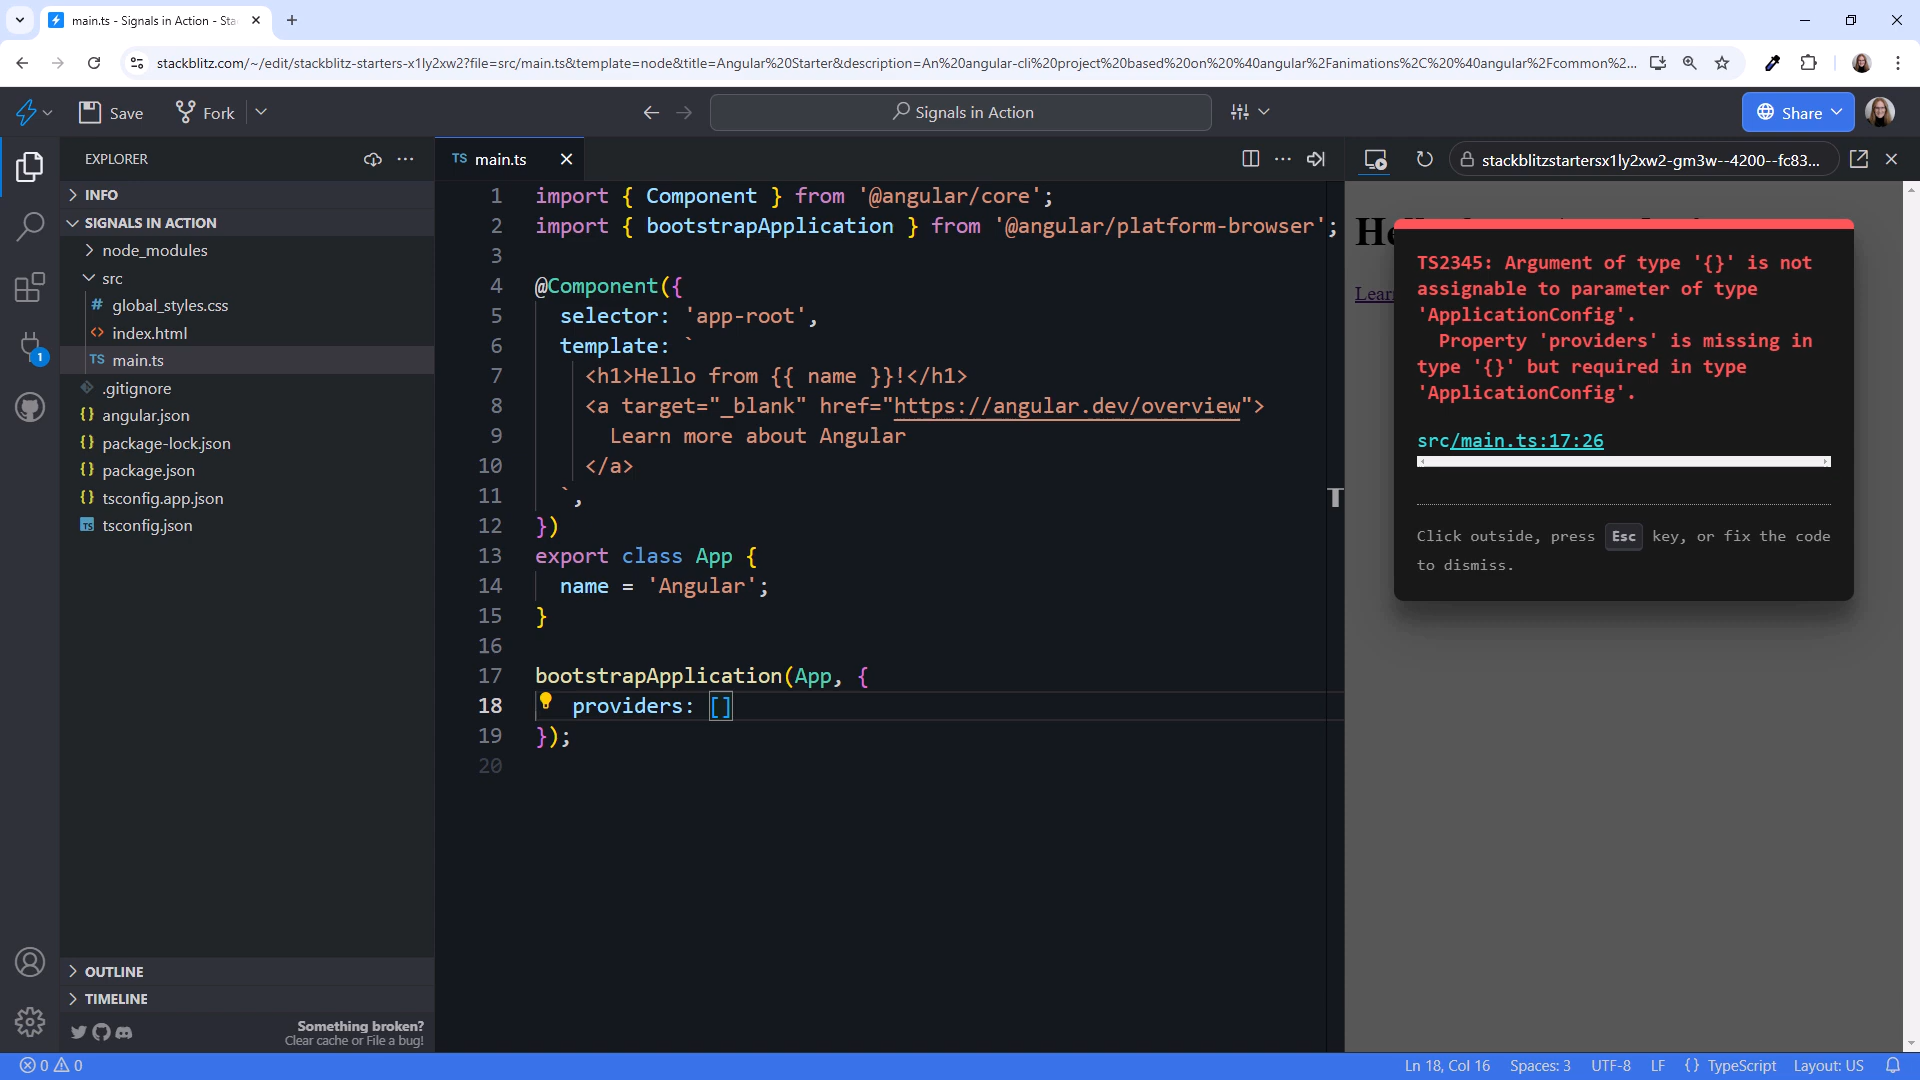 main.ts - Signals in Action - Sta
stackblitz.com/~/edit/stackblitz-starters-x1ly2xw2?file=src/main.ts&template=node&title=Angular%20Starter&description=An%20angular-cli%20project%20based%20on%20%40angular%2Fanimations%2C%20%40angular%2Fcommon%2...
Save
Fork
Signals in Action
Share
EXPLORER
INFO
SIGNALS IN ACTION
node_modules
src
# global_styles.css
<> index.html
TS main.ts
.gitignore
{} angular.json
{} package-lock.json
{} package.json
{} tsconfig.app.json
TS tsconfig.json
1
OUTLINE
TIMELINE
Something broken?
Clear cache or File a bug!
TS main.ts
1 import { Component } from '@angular/core';
2 import { bootstrapApplication } from '@angular/platform-browser';
3
4 @Component({
5 selector: 'app-root',
6 template: `
7 <h1>Hello from {{ name }}!</h1>
8 <a target="_blank" href="https://angular.dev/overview">
9 Learn more about Angular
10 </a>
11 `,
12 })
13 export class App {
14 name = 'Angular';
15 }
16
17 bootstrapApplication(App, {
18 providers: []
19 });
20
stackblitzstartersx1ly2xw2-gm3w--4200--fc83...
He
Lear
TS2345: Argument of type '{}' is not
assignable to parameter of type
'ApplicationConfig'.
Property 'providers' is missing in
type '{}' but required in type
'ApplicationConfig'.
src/main.ts:17:26
Click outside, press Esc key, or fix the code
to dismiss.
0 0
Ln 18, Col 16
Spaces: 3
UTF-8
LF
{} TypeScript
Layout: US